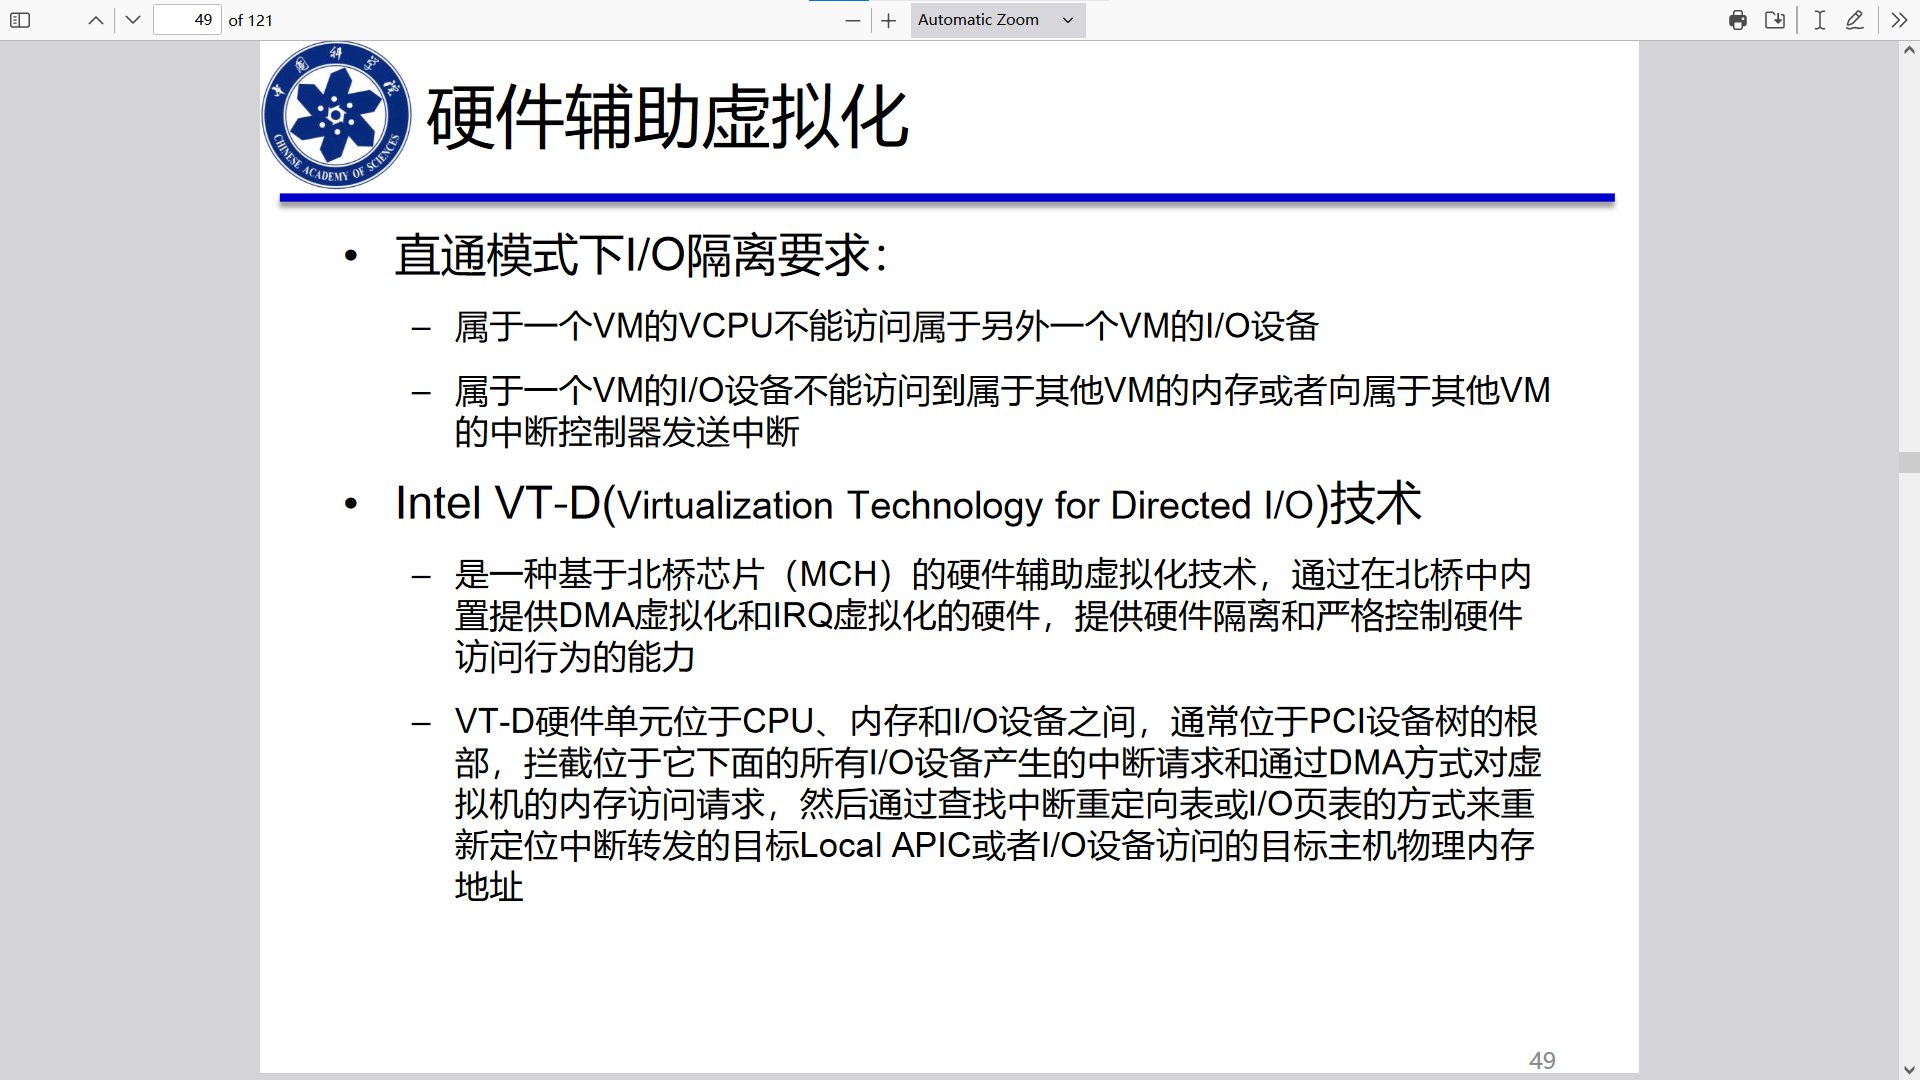 49 of 121
Automatic Zoom
中国科学院
CHINESE ACADEMY OF SCIENCES
硬件辅助虚拟化
• 直通模式下I/O隔离要求：
– 属于一个VM的VCPU不能访问属于另外一个VM的I/O设备
– 属于一个VM的I/O设备不能访问到属于其他VM的内存或者向属于其他VM
的中断控制器发送中断
• Intel VT-D(Virtualization Technology for Directed I/O)技术
– 是一种基于北桥芯片（MCH）的硬件辅助虚拟化技术，通过在北桥中内
置提供DMA虚拟化和IRQ虚拟化的硬件，提供硬件隔离和严格控制硬件
访问行为的能力
– VT-D硬件单元位于CPU、内存和I/O设备之间，通常位于PCI设备树的根
部，拦截位于它下面的所有I/O设备产生的中断请求和通过DMA方式对虚
拟机的内存访问请求，然后通过查找中断重定向表或I/O页表的方式来重
新定位中断转发的目标Local APIC或者I/O设备访问的目标主机物理内存
地址
49